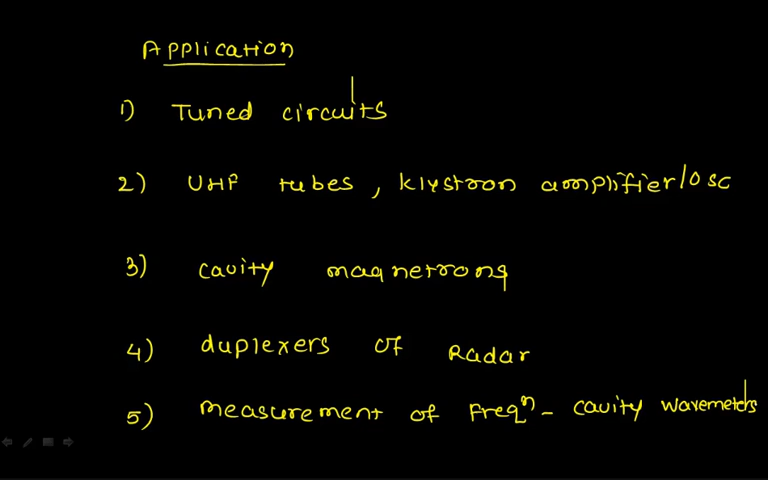 Application
1) Tuned circuits
2) UHF tubes, klystron amplifier/osc
3) cavity magnetrons
4) duplexers of Radar
5) measurement of freqⁿ - cavity wavemeters